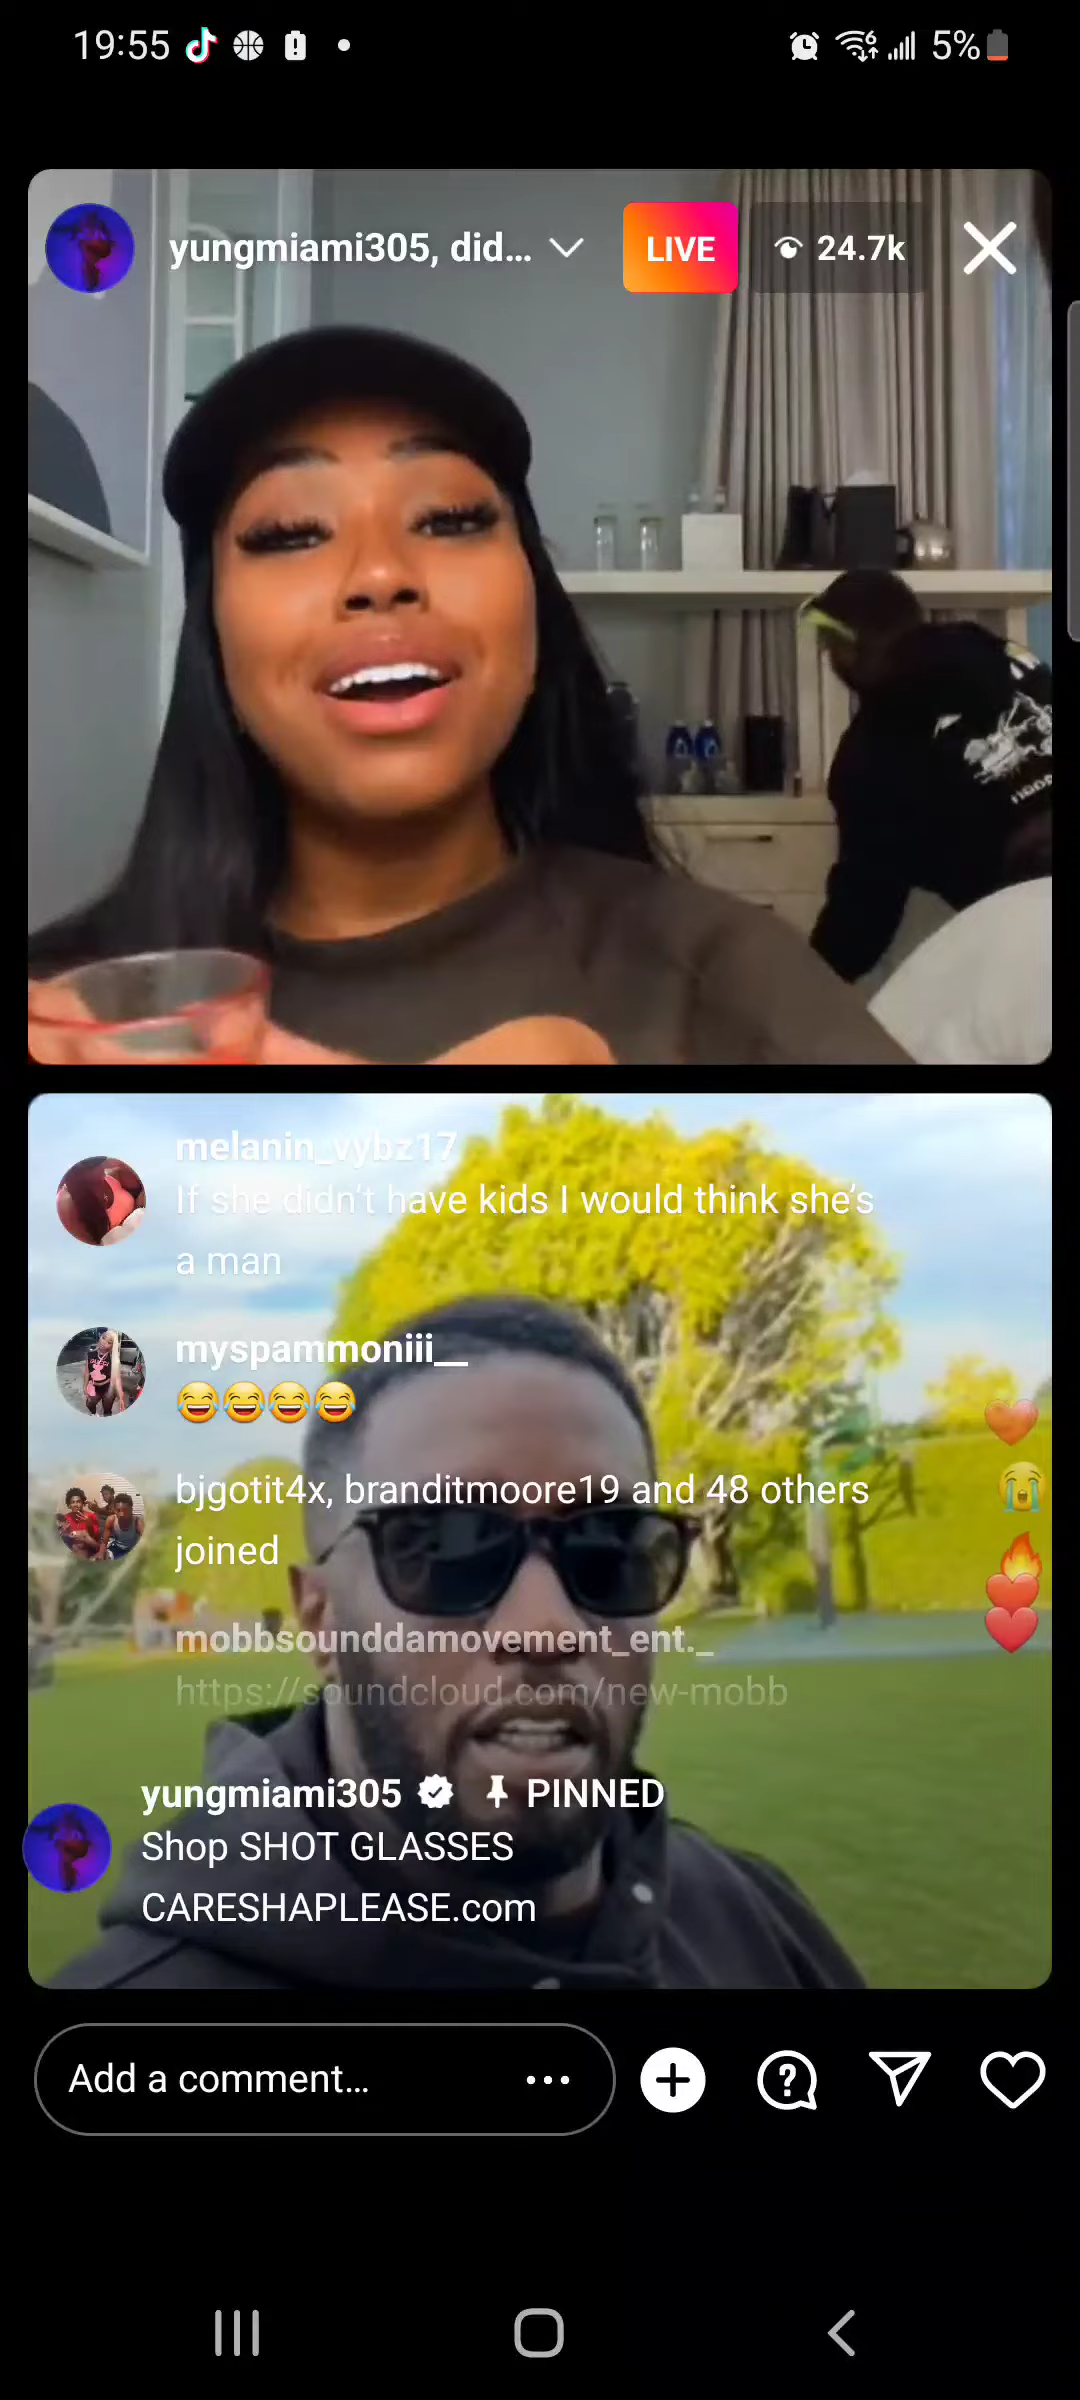 19:55
5%
yungmiami305, did...
LIVE
24.7k
melanin_vybz17
If she didn't have kids I would think she's
a man
myspammoniii__
😂😂😂😂
bjgotit4x, branditmoore19 and 48 others
joined
mobbsounddamovement_ent._
https://soundcloud.com/new-mobb
yungmiami305 PINNED
Shop SHOT GLASSES
CARESHAPLEASE.com
Add a comment...